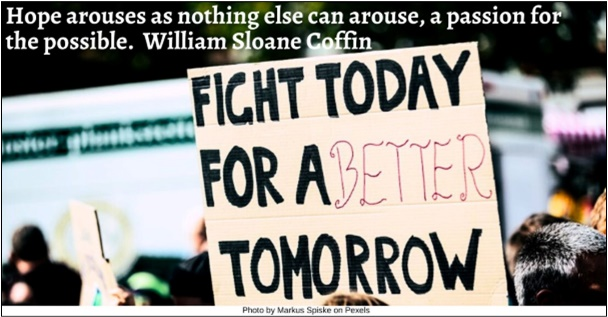 Hope arouses as nothing else can arouse, a passion for
the possible.  William Sloane Coffin
FIGHT TODAY
FOR A BETTER
TOMORROW
Photo by Markus Spiske on Pexels